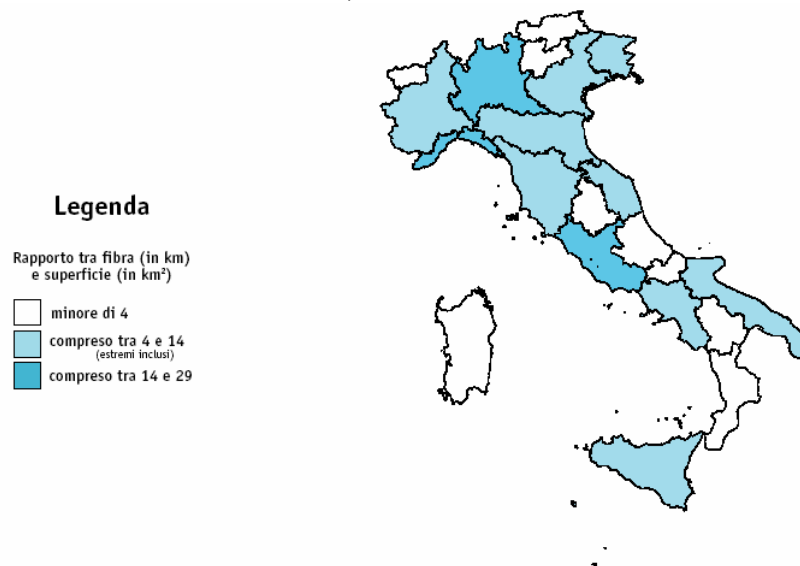 Legenda
Rapporto tra fibra (in km)
e superficie (in km²)
minore di 4
compreso tra 4 e 14
(estremi inclusi)
compreso tra 14 e 29